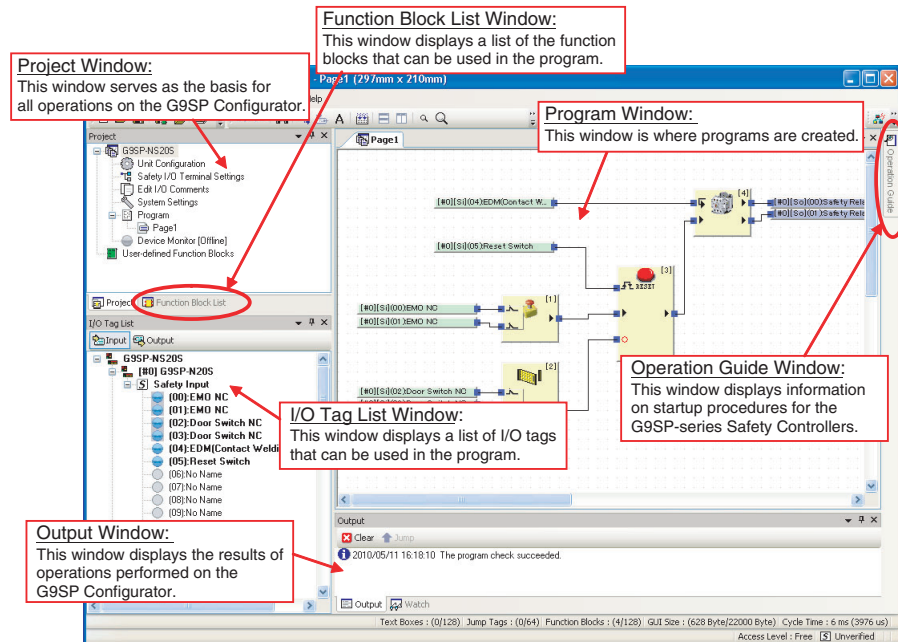 Function Block List Window:
This window displays a list of the function
blocks that can be used in the program.
Project Window:
This window serves as the basis for
all operations on the G9SP Configurator.
- Page1 (297mm x 210mm)
Help
A
Project
Page1
Program Window:
This window is where programs are created.
Operation Guide
G9SP-NS20S
Unit Configuration
Safety I/O Terminal Settings
Edit I/O Comments
System Settings
Program
Page1
Device Monitor [Offline]
User-defined Function Blocks
Project
Function Block List
[#0][Si](04):EDM(Contact W...
[4]
[#0][So](00):Safety Rela
[#0][So](01):Safety Rela
[#0][Si](05):Reset Switch
[3]
RESET
[#0][Si](00):EMO NC
[#0][Si](01):EMO NC
[1]
[2]
[#0][Si](02):Door Switch NC
I/O Tag List
Input
Output
G9SP-NS20S
[#0] G9SP-N20S
S Safety Input
(00):EMO NC
(01):EMO NC
(02):Door Switch NC
(03):Door Switch NC
(04):EDM(Contact Weldi
(05):Reset Switch
(06):No Name
(07):No Name
(08):No Name
(09):No Name
I/O Tag List Window:
This window displays a list of I/O tags
that can be used in the program.
Operation Guide Window:
This window displays information
on startup procedures for the
G9SP-series Safety Controllers.
Output Window:
This window displays the results of
operations performed on the
G9SP Configurator.
Output
Clear
Jump
2010/05/11 16:18:10 The program check succeeded.
Output
Watch
Text Boxes : (0/128) Jump Tags : (0/64) Function Blocks : (4/128) GUI Size : (628 Byte/22000 Byte) Cycle Time : 6 ms (3976 us)
Access Level : Free S Unverified